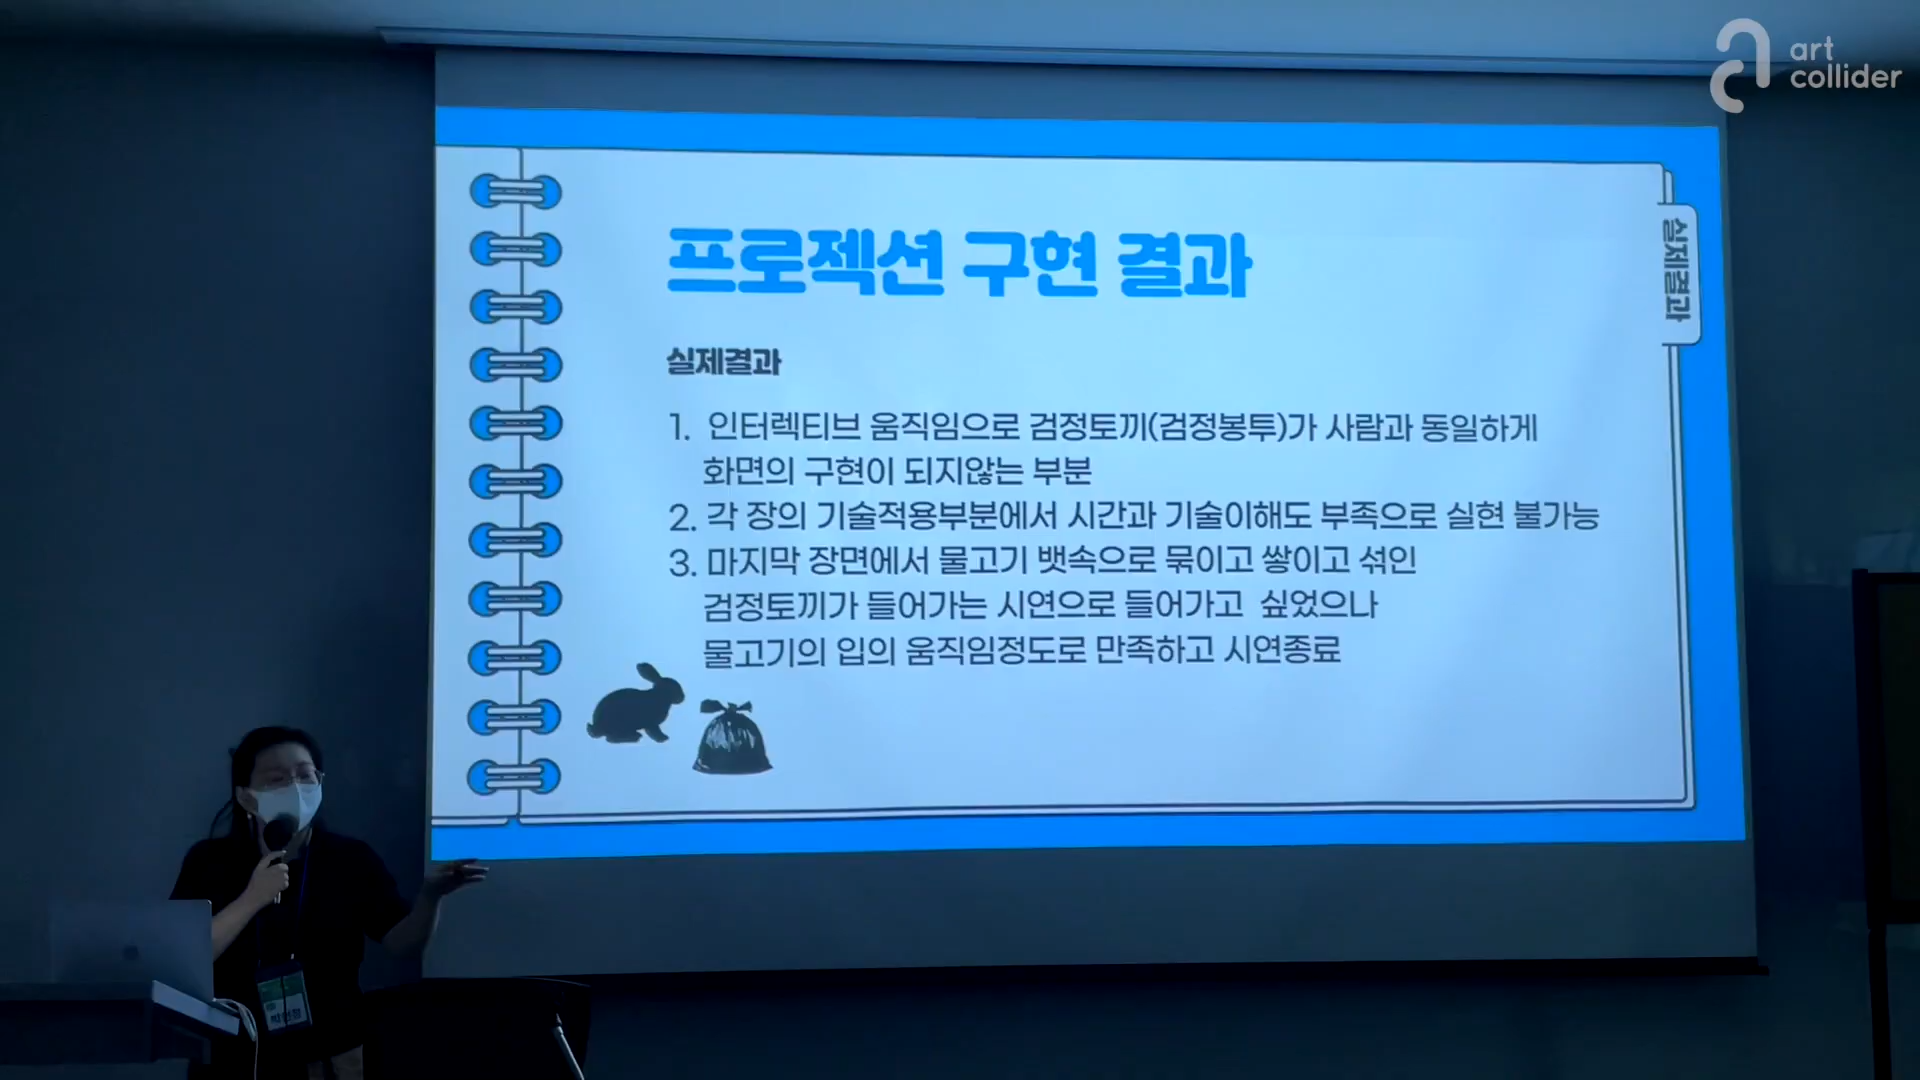 art
collider
프로젝션 구현 결과
실제결과
실제결과
1. 인터렉티브 움직임으로 검정토끼(검정봉투)가 사람과 동일하게
화면의 구현이 되지않는 부분
2. 각 장의 기술적용부분에서 시간과 기술이해도 부족으로 실현 불가능
3. 마지막 장면에서 물고기 뱃속으로 묶이고 쌓이고 섞인
검정토끼가 들어가는 시연으로 들어가고 싶었으나
물고기의 입의 움직임정도로 만족하고 시연종료